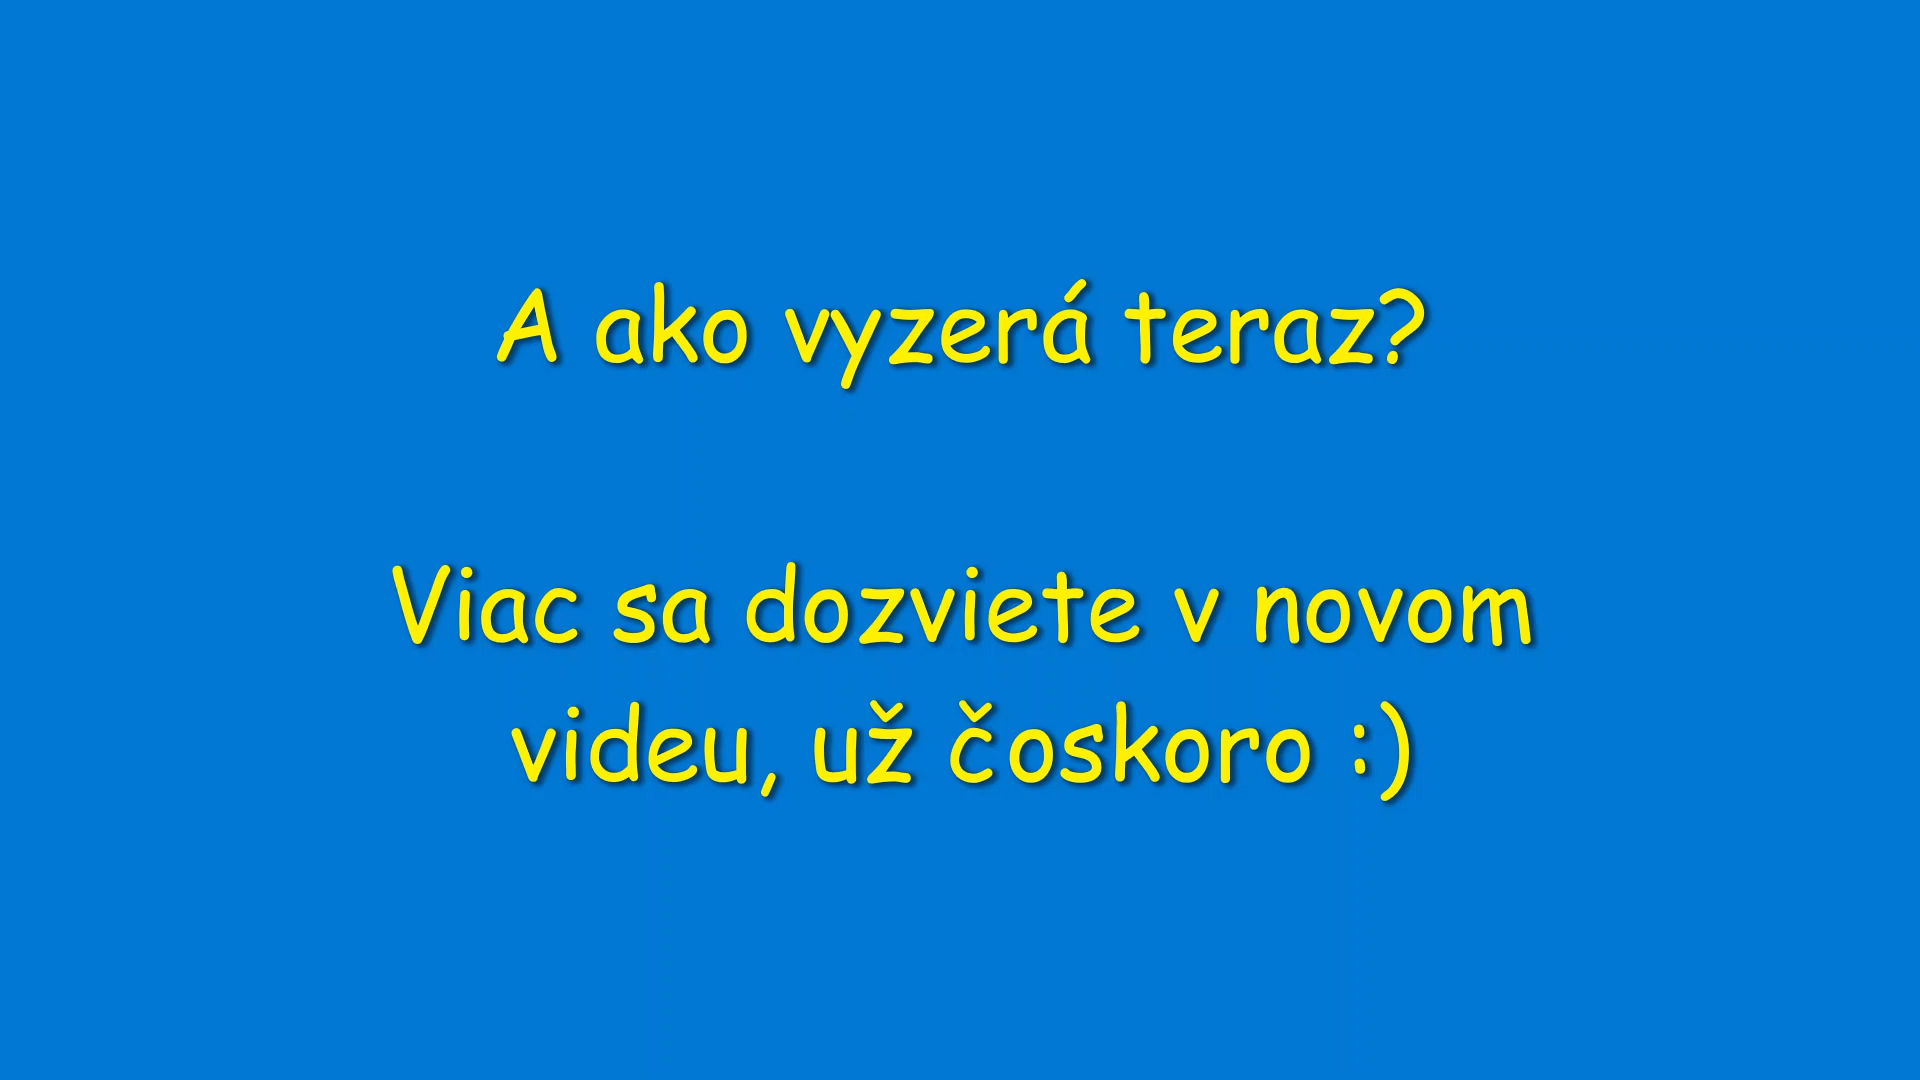 A ako vyzerá teraz?
Viac sa dozviete v novom
videu, už čoskoro :)